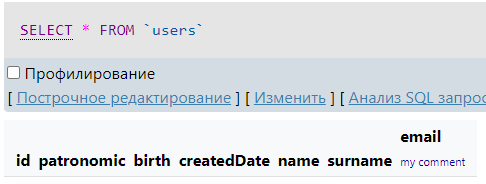 SELECT * FROM `users`
Профилирование
[ Построчное редактирование ] [ Изменить ] [ Анализ SQL запрос
email
id patronomic birth createdDate name surname my comment